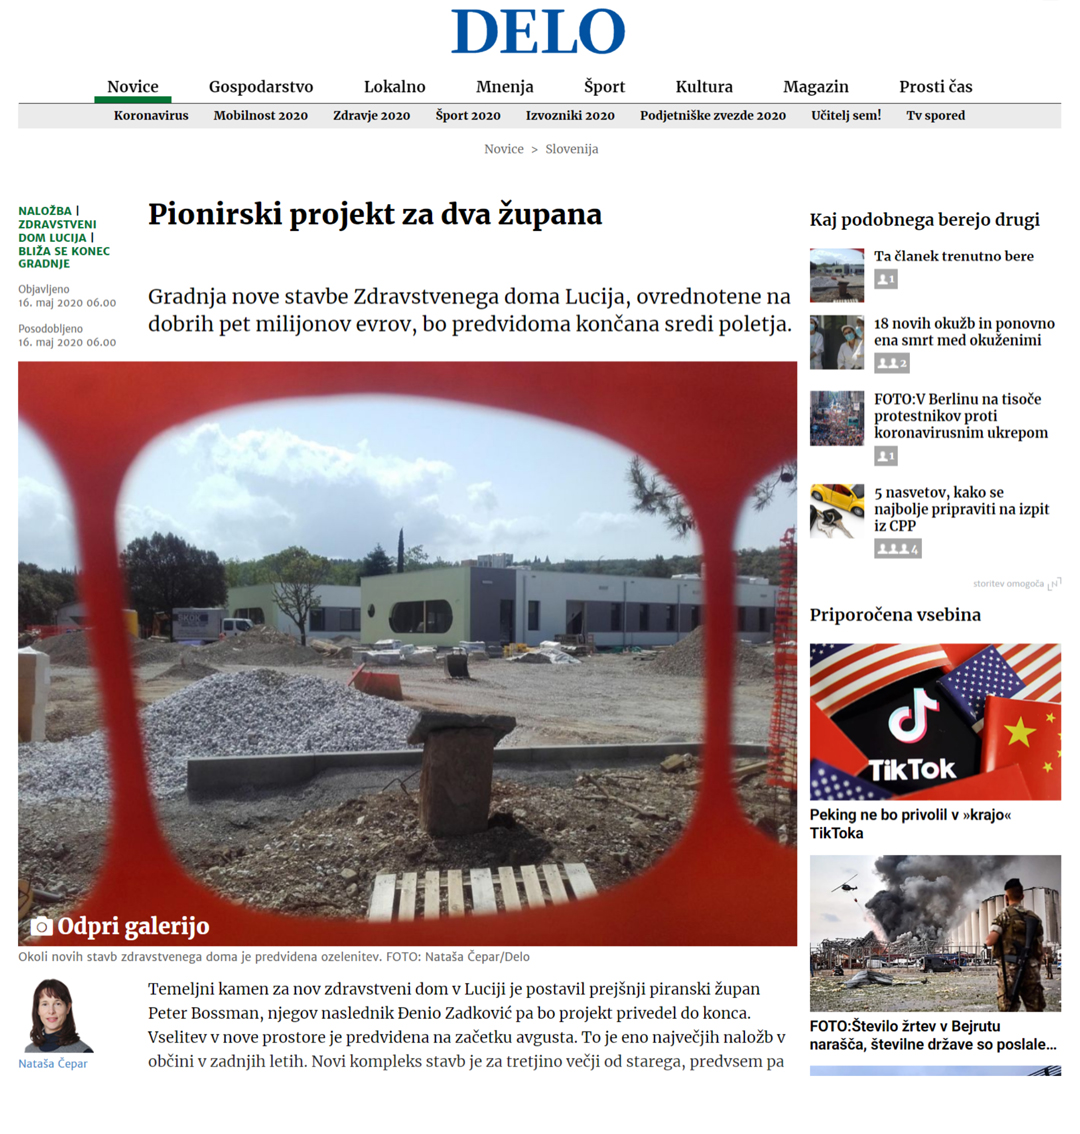 DELO
Novice Gospodarstvo Lokalno Mnenja Šport Kultura Magazin Prosti čas
Koronavirus Mobilnost 2020 Zdravje 2020 Šport 2020 Izvozniki 2020 Podjetniške zvezde 2020 Učitelj sem! Tv spored
Novice > Slovenija
NALOŽBA |
ZDRAVSTVENI
DOM LUCIJA |
BLIŽA SE KONEC
GRADNJE
Objavljeno
16. maj 2020 06.00
Posodobljeno
16. maj 2020 06.00
Pionirski projekt za dva župana
Gradnja nove stavbe Zdravstvenega doma Lucija, ovrednotene na
dobrih pet milijonov evrov, bo predvidoma končana sredi poletja.
Odpri galerijo
Okoli novih stavb zdravstvenega doma je predvidena ozelenitev. FOTO: Nataša Čepar/Delo
Nataša Čepar
Temeljni kamen za nov zdravstveni dom v Luciji je postavil prejšnji piranski župan
Peter Bossman, njegov naslednik Đenio Zadković pa bo projekt privedel do konca.
Vselitev v nove prostore je predvidena na začetku avgusta. To je eno največjih naložb v
občini v zadnjih letih. Novi kompleks stavb je za tretjino večji od starega, predvsem pa
Kaj podobnega berejo drugi
Ta članek trenutno bere
1
18 novih okužb in ponovno
ena smrt med okuženimi
2
FOTO:V Berlinu na tisoče
protestnikov proti
koronavirusnim ukrepom
1
5 nasvetov, kako se
najbolje pripraviti na izpit
iz CPP
4
storitev omogoča
Priporočena vsebina
TikTok
Peking ne bo privolil v »krajo«
TikToka
FOTO:Število žrtev v Bejrutu
narašča, številne države so poslale...